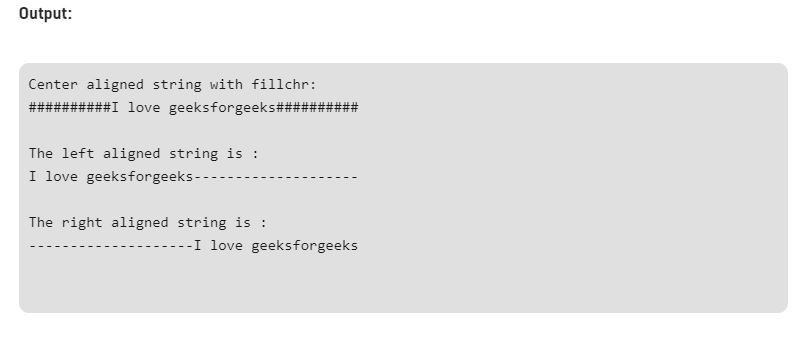 Output:
Center aligned string with fillchr:
##########I love geeksforgeeks##########
The left aligned string is :
I love geeksforgeeks--------------------
The right aligned string is :
--------------------I love geeksforgeeks